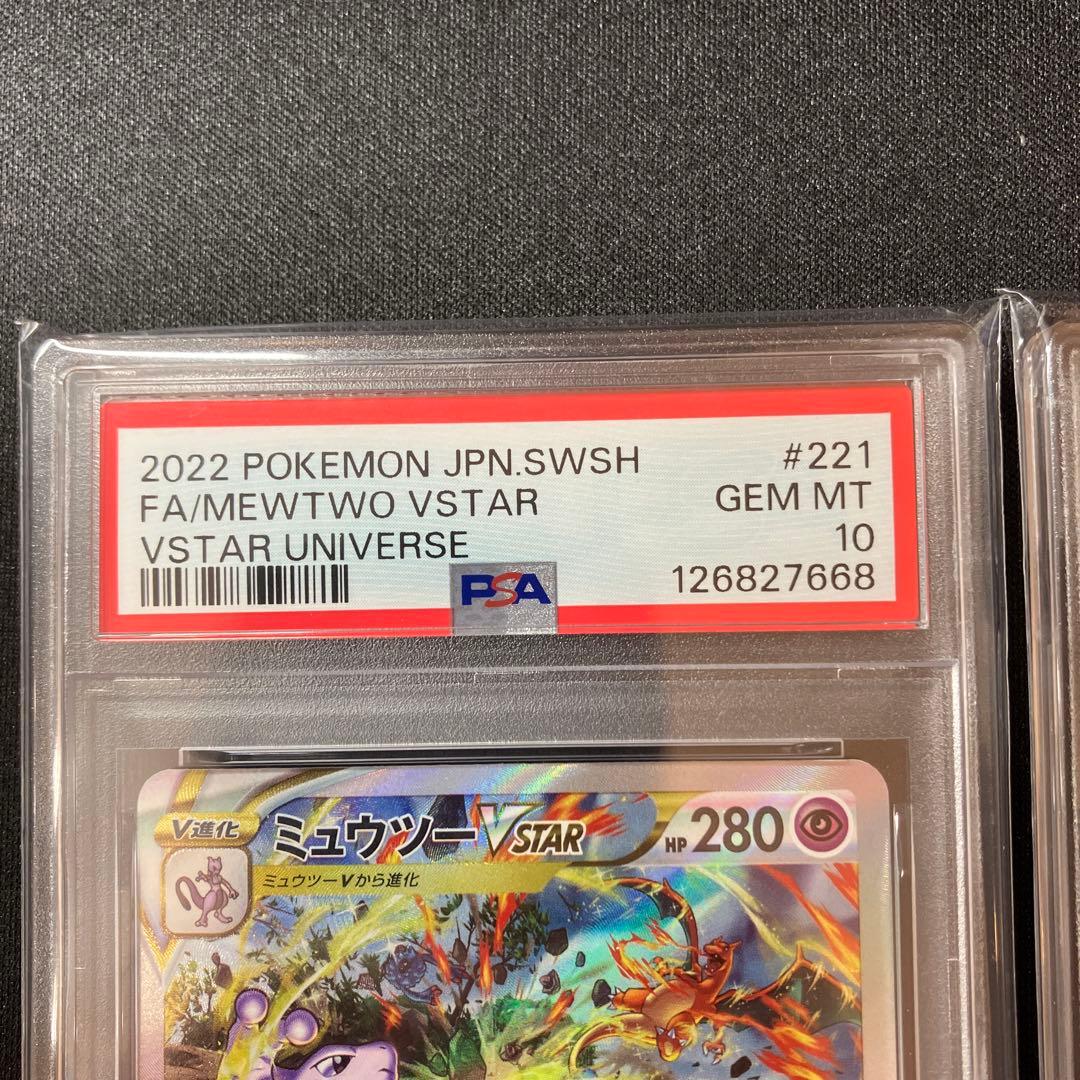 2022 POKEMON JPN.SWSH #221
FA/MEWTWO VSTAR GEM MT
VSTAR UNIVERSE 10
PSA 126827668
V進化 ミュウツーVSTAR HP 280
ミュウツーVから進化